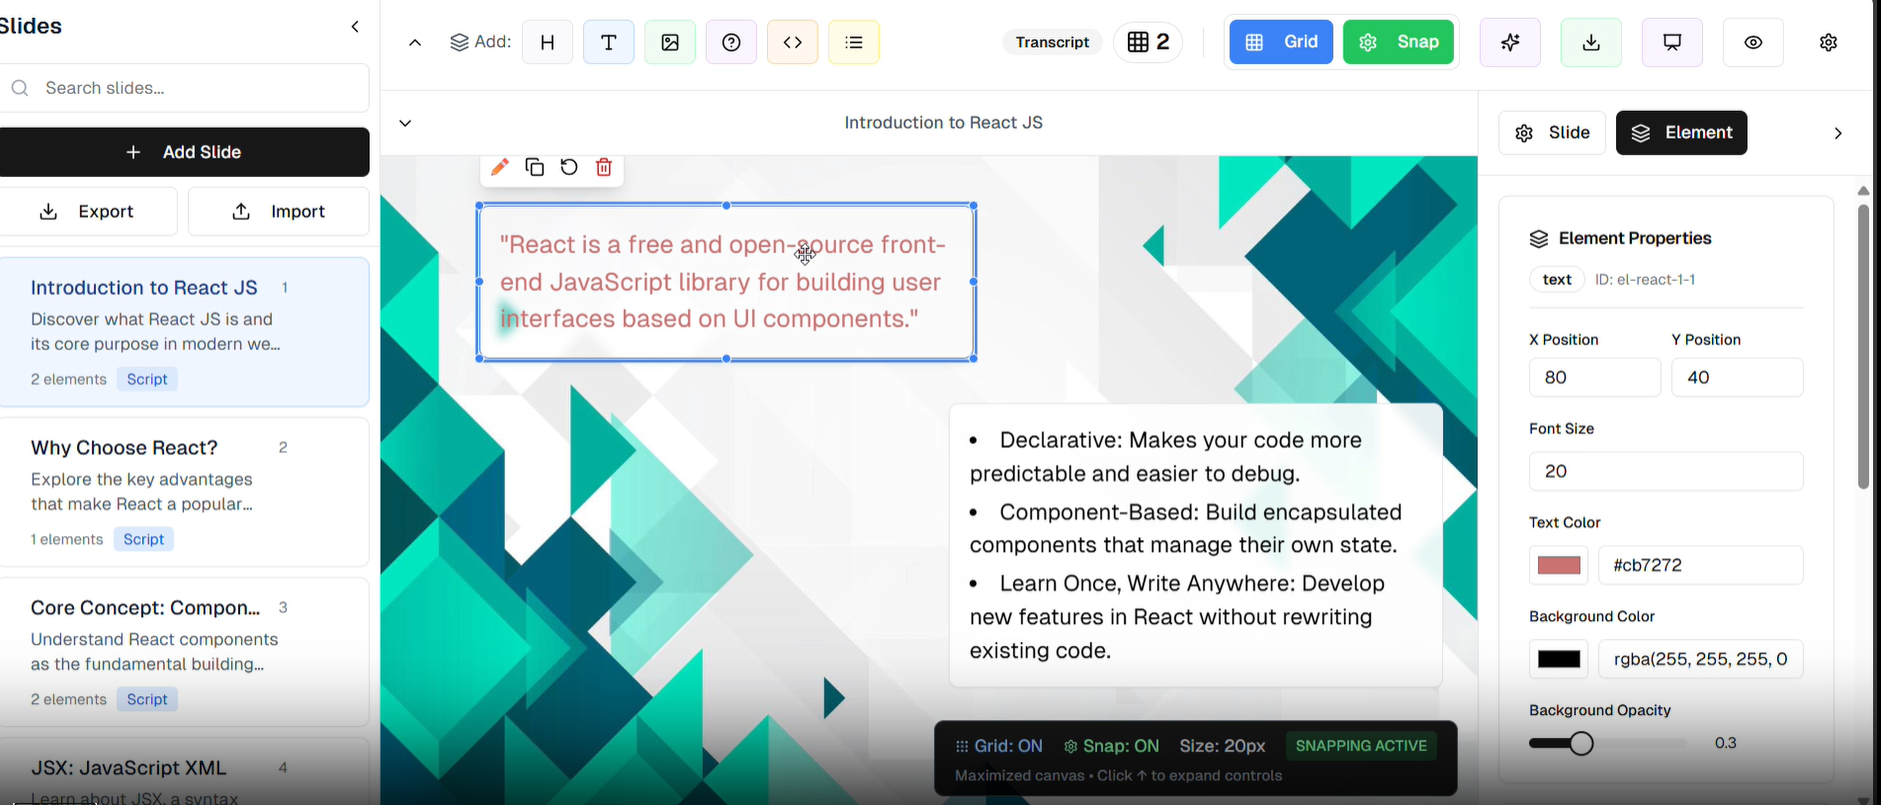 Slides
Search slides...
+ Add Slide
Export
Import
Introduction to React JS 1
Discover what React JS is and
its core purpose in modern we...
2 elements Script
Why Choose React? 2
Explore the key advantages
that make React a popular...
1 elements Script
Core Concept: Compon... 3
Understand React components
as the fundamental building...
2 elements Script
JSX: JavaScript XML 4
Learn about JSX, a syntax
Add: H T
Transcript 2 Grid Snap
Introduction to React JS
"React is a free and open-source front-
end JavaScript library for building user
interfaces based on UI components."
• Declarative: Makes your code more
predictable and easier to debug.
• Component-Based: Build encapsulated
components that manage their own state.
• Learn Once, Write Anywhere: Develop
new features in React without rewriting
existing code.
Grid: ON Snap: ON Size: 20px SNAPPING ACTIVE
Maximized canvas • Click ↑ to expand controls
Slide Element
Element Properties
text ID: el-react-1-1
X Position Y Position
80 40
Font Size
20
Text Color
#cb7272
Background Color
rgba(255, 255, 255, 0
Background Opacity
0.3